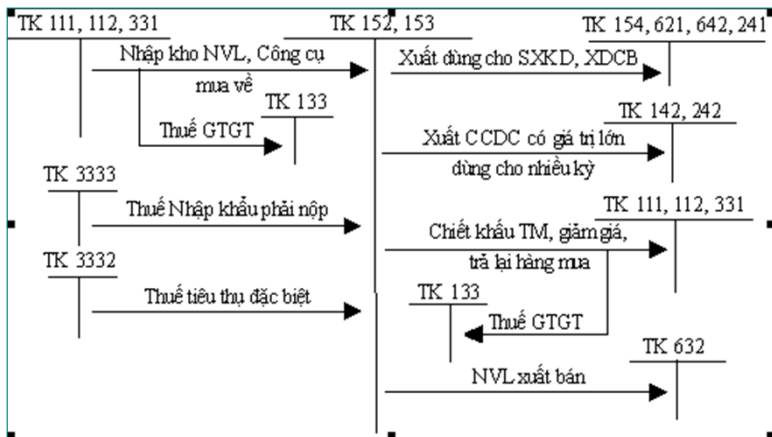 TK 111, 112, 331
TK 152, 153
TK 154, 621, 642, 241
Nhập kho NVL, Công cụ
mua về
Xuất dùng cho SXKD, XDCB
TK 133
Thuế GTGT
TK 142, 242
Xuất CCDC có giá trị lớn
dùng cho nhiều kỳ
TK 3333
Thuế Nhập khẩu phải nộp
TK 111, 112, 331
Chiết khấu TM, giảm giá,
trả lại hàng mua
TK 3332
Thuế tiêu thụ đặc biệt
TK 133
Thuế GTGT
TK 632
NVL xuất bán